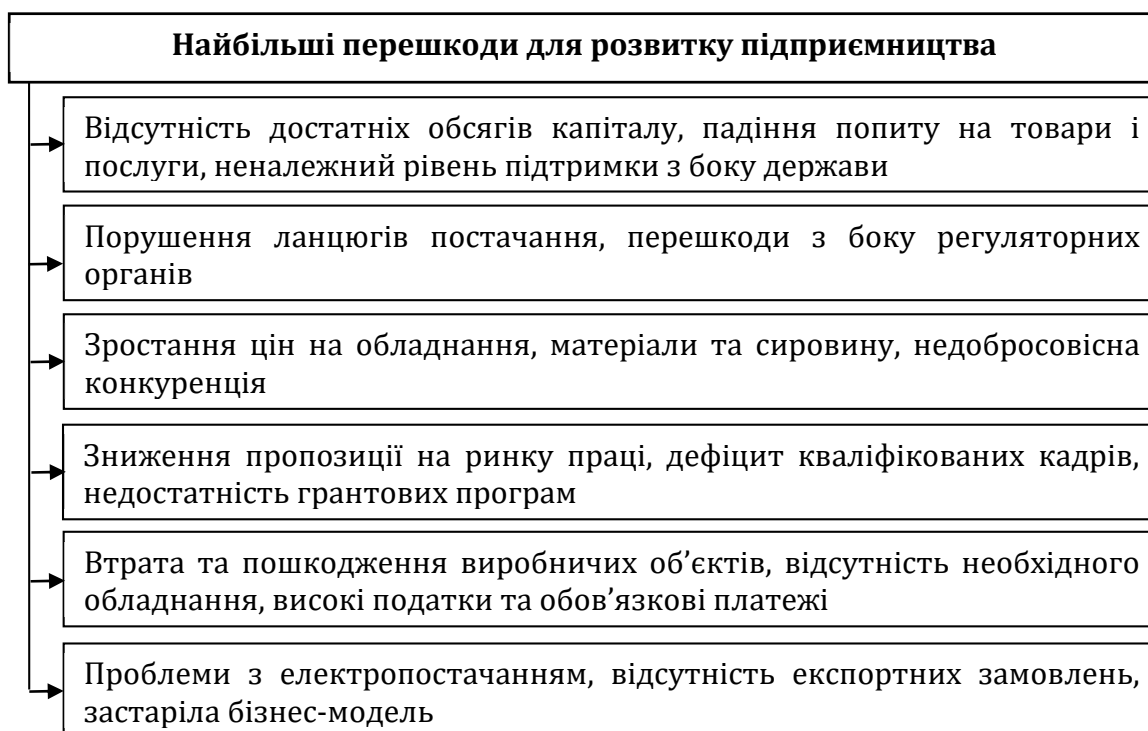 Найбільші перешкоди для розвитку підприємництва
Відсутність достатніх обсягів капіталу, падіння попиту на товари і
послуги, неналежний рівень підтримки з боку держави
Порушення ланцюгів постачання, перешкоди з боку регуляторних
органів
Зростання цін на обладнання, матеріали та сировину, недобросовісна
конкуренція
Зниження пропозиції на ринку праці, дефіцит кваліфікованих кадрів,
недостатність грантових програм
Втрата та пошкодження виробничих об’єктів, відсутність необхідного
обладнання, високі податки та обов’язкові платежі
Проблеми з електропостачанням, відсутність експортних замовлень,
застаріла бізнес-модель